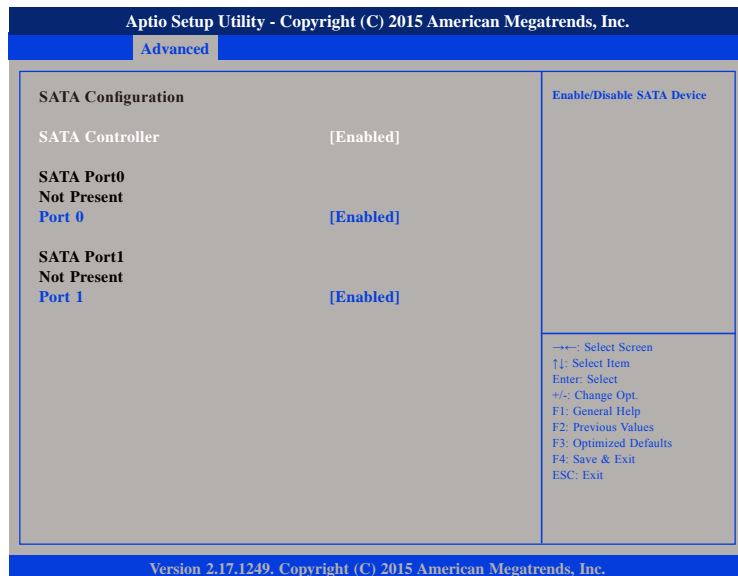 Aptio Setup Utility - Copyright (C) 2015 American Megatrends, Inc.
Advanced
SATA Configuration
SATA Controller [Enabled]
SATA Port0
Not Present
Port 0 [Enabled]
SATA Port1
Not Present
Port 1 [Enabled]
Enable/Disable SATA Device
→←: Select Screen
↑↓: Select Item
Enter: Select
+/-: Change Opt.
F1: General Help
F2: Previous Values
F3: Optimized Defaults
F4: Save & Exit
ESC: Exit
Version 2.17.1249. Copyright (C) 2015 American Megatrends, Inc.